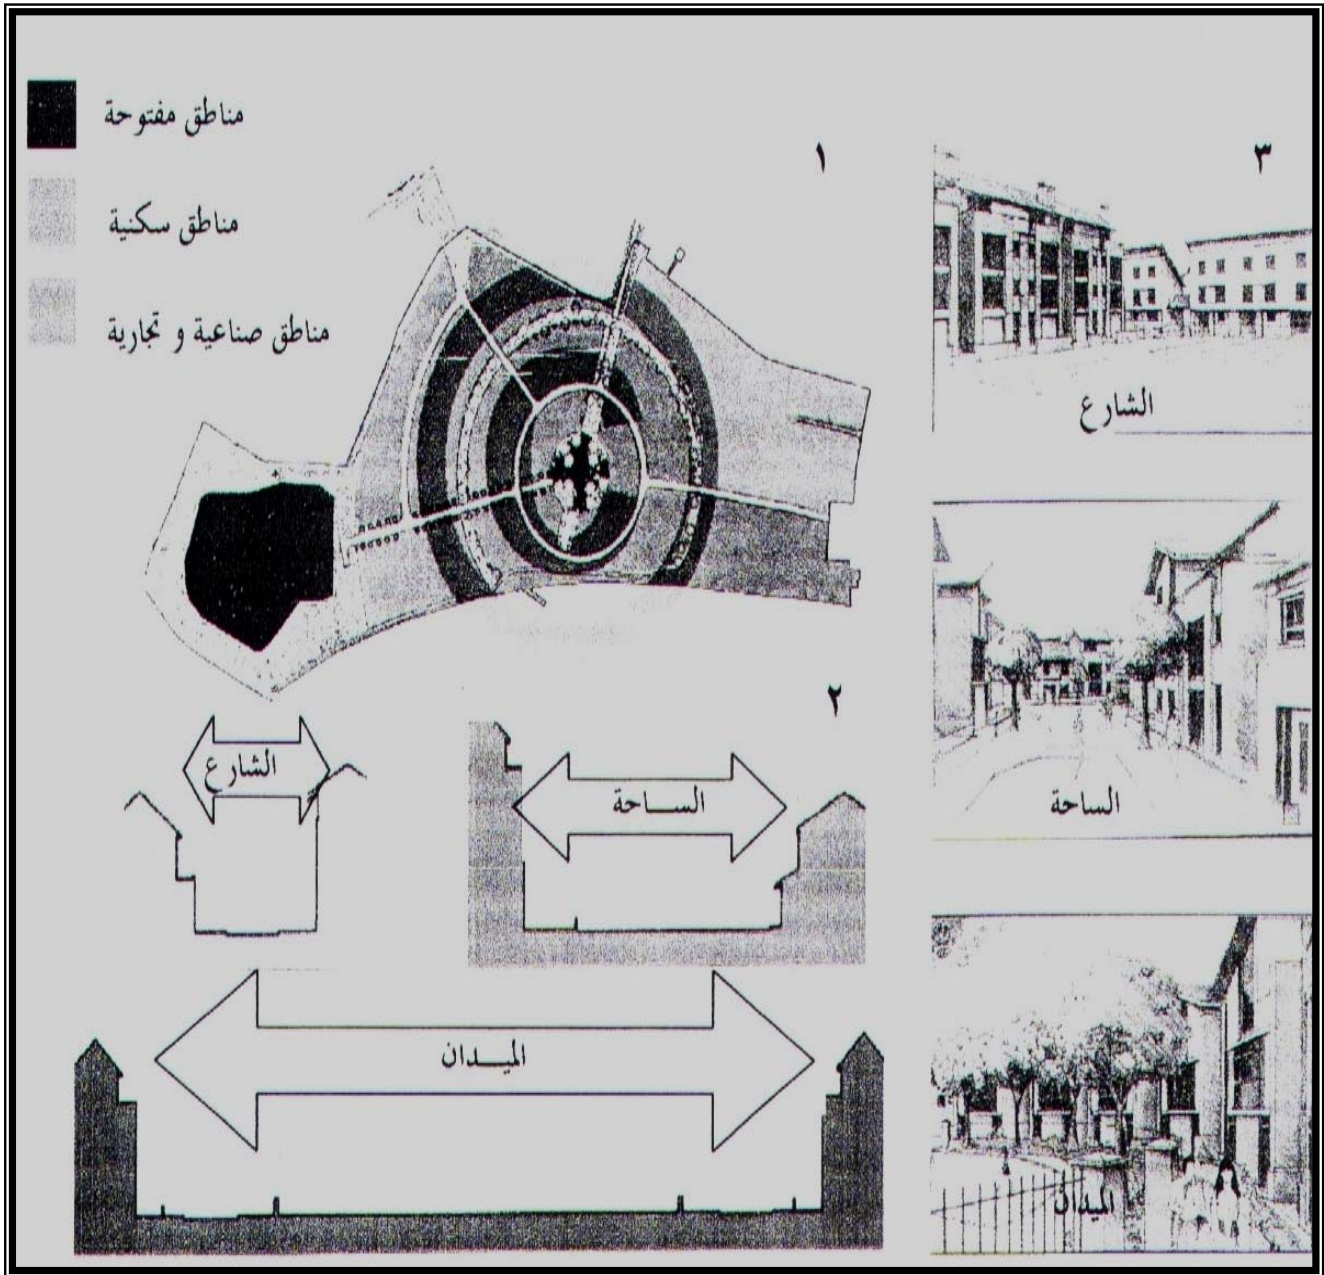 مناطق مفتوحة
مناطق سكنية
مناطق صناعية و تجارية
١
٢
الشارع
الساحة
الميدان
٣
الشارع
الساحة
الميدان